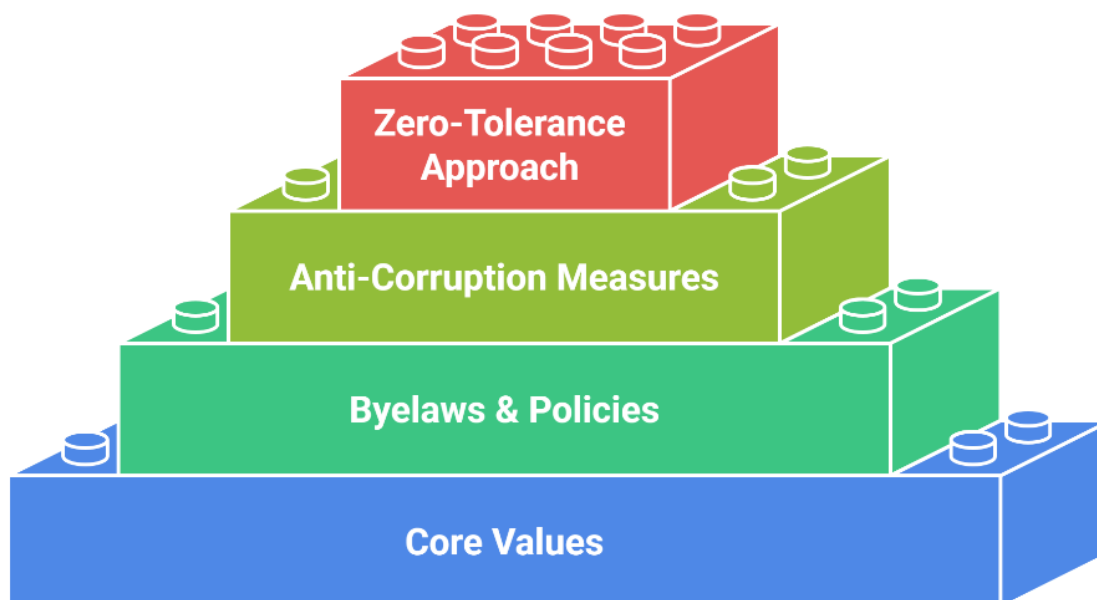 Zero-Tolerance
Approach
Anti-Corruption Measures
Byelaws & Policies
Core Values